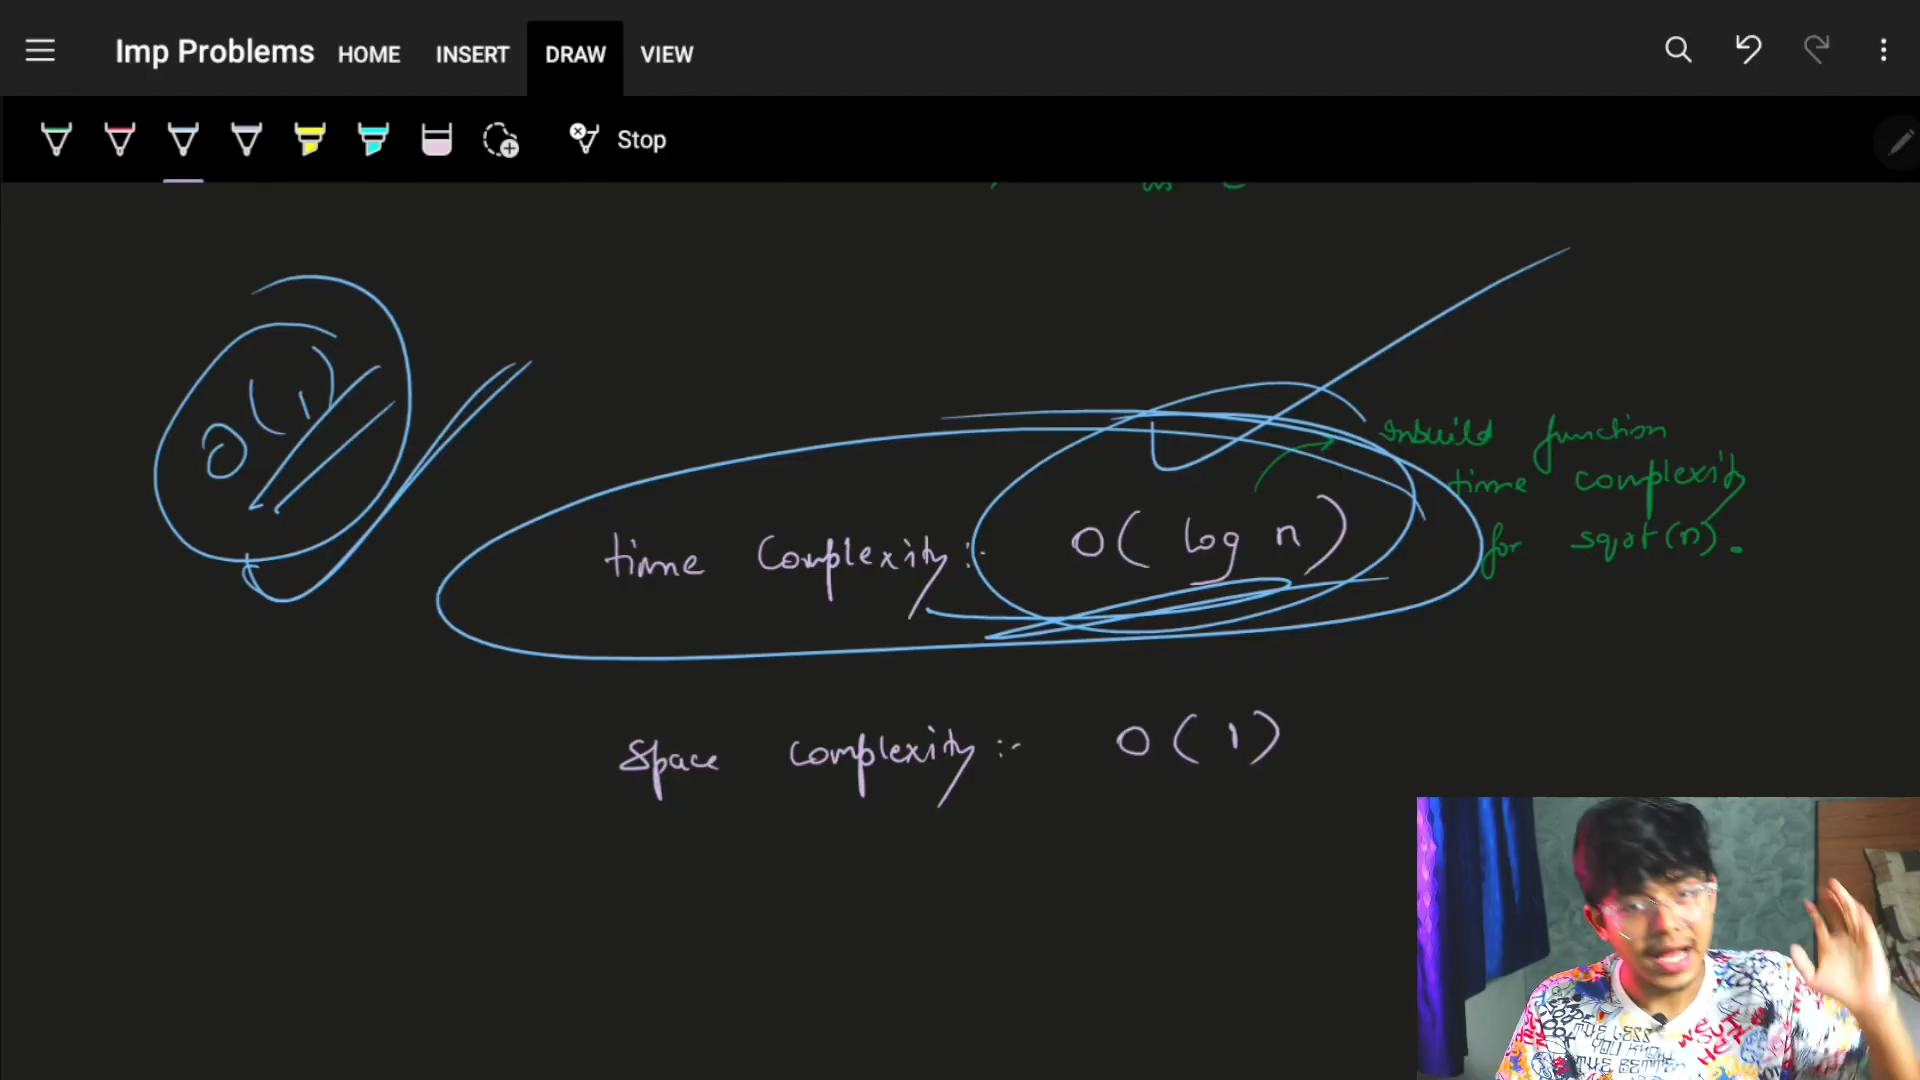 Imp Problems HOME INSERT DRAW VIEW
Stop
O(1)
Inbuild function
time complexity
for sqrt(n).
time Complexity :- O( log n)
Space complexity :- O( 1 )